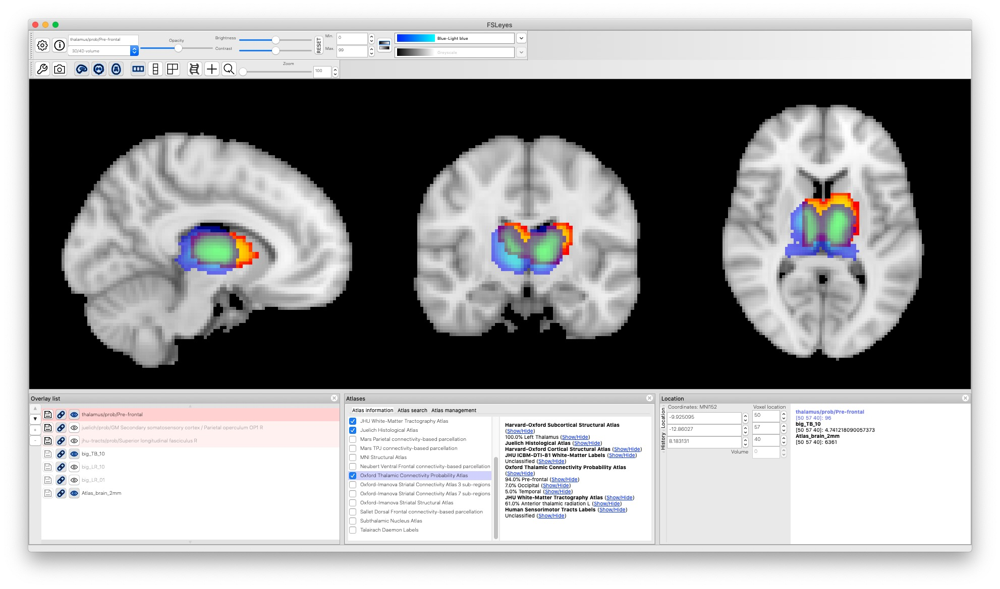 FSLeyes
thalamus/prob/Pre-frontal
3D/4D volume
Opacity
Brightness
Contrast
RESET
Min.
0
Max.
99
Blue-Light blue
Greyscale
Zoom
100
Overlay list
thalamus/prob/Pre-frontal
juelich/prob/GM Secondary somatosensory cortex / Parietal operculum OP1 R
jhu-tracts/prob/Superior longitudinal fasciculus R
big_TB_10
big_LR_10
big_LR_01
Atlas_brain_2mm
Atlases
Atlas information Atlas search Atlas management
JHU White-Matter Tractography Atlas
Juelich Histological Atlas
Mars Parietal connectivity-based parcellation
Mars TPJ connectivity-based parcellation
MNI Structural Atlas
Neubert Ventral Frontal connectivity-based parcellation
Oxford Thalamic Connectivity Probability Atlas
Oxford-Imanova Striatal Connectivity Atlas 3 sub-regions
Oxford-Imanova Striatal Connectivity Atlas 7 sub-regions
Oxford-Imanova Striatal Structural Atlas
Sallet Dorsal Frontal connectivity-based parcellation
Subthalamic Nucleus Atlas
Talairach Daemon Labels
Harvard-Oxford Subcortical Structural Atlas
(Show/Hide)
100.0% Left Thalamus (Show/Hide)
Juelich Histological Atlas (Show/Hide)
Harvard-Oxford Cortical Structural Atlas (Show/Hide)
JHU ICBM-DTI-81 White-Matter Labels (Show/Hide)
Unclassified (Show/Hide)
Oxford Thalamic Connectivity Probability Atlas
(Show/Hide)
94.0% Pre-frontal (Show/Hide)
7.0% Occipital (Show/Hide)
5.0% Temporal (Show/Hide)
JHU White-Matter Tractography Atlas (Show/Hide)
61.0% Anterior thalamic radiation L (Show/Hide)
Human Sensorimotor Tracts Labels (Show/Hide)
Unclassified (Show/Hide)
Location
Location
History
Coordinates: MNI152
-9.925095
-12.86027
8.183131
Voxel location
50
57
40
Volume
0
thalamus/prob/Pre-frontal
[50 57 40]: 96
big_TB_10
[50 57 40]: 4.741218090057373
Atlas_brain_2mm
[50 57 40]: 6361